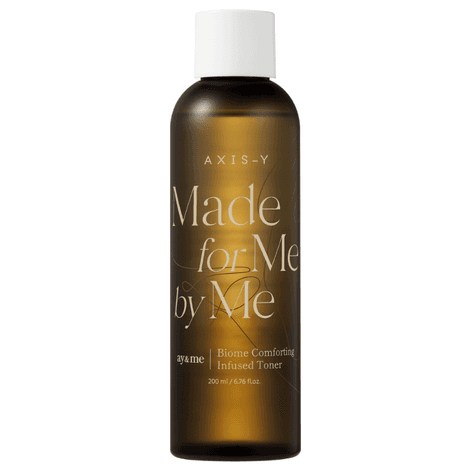 AXIS-Y
Made
for Me
by Me
ay&me | Biome Comforting
Infused Toner
200 ml / 6.76 fl.oz.